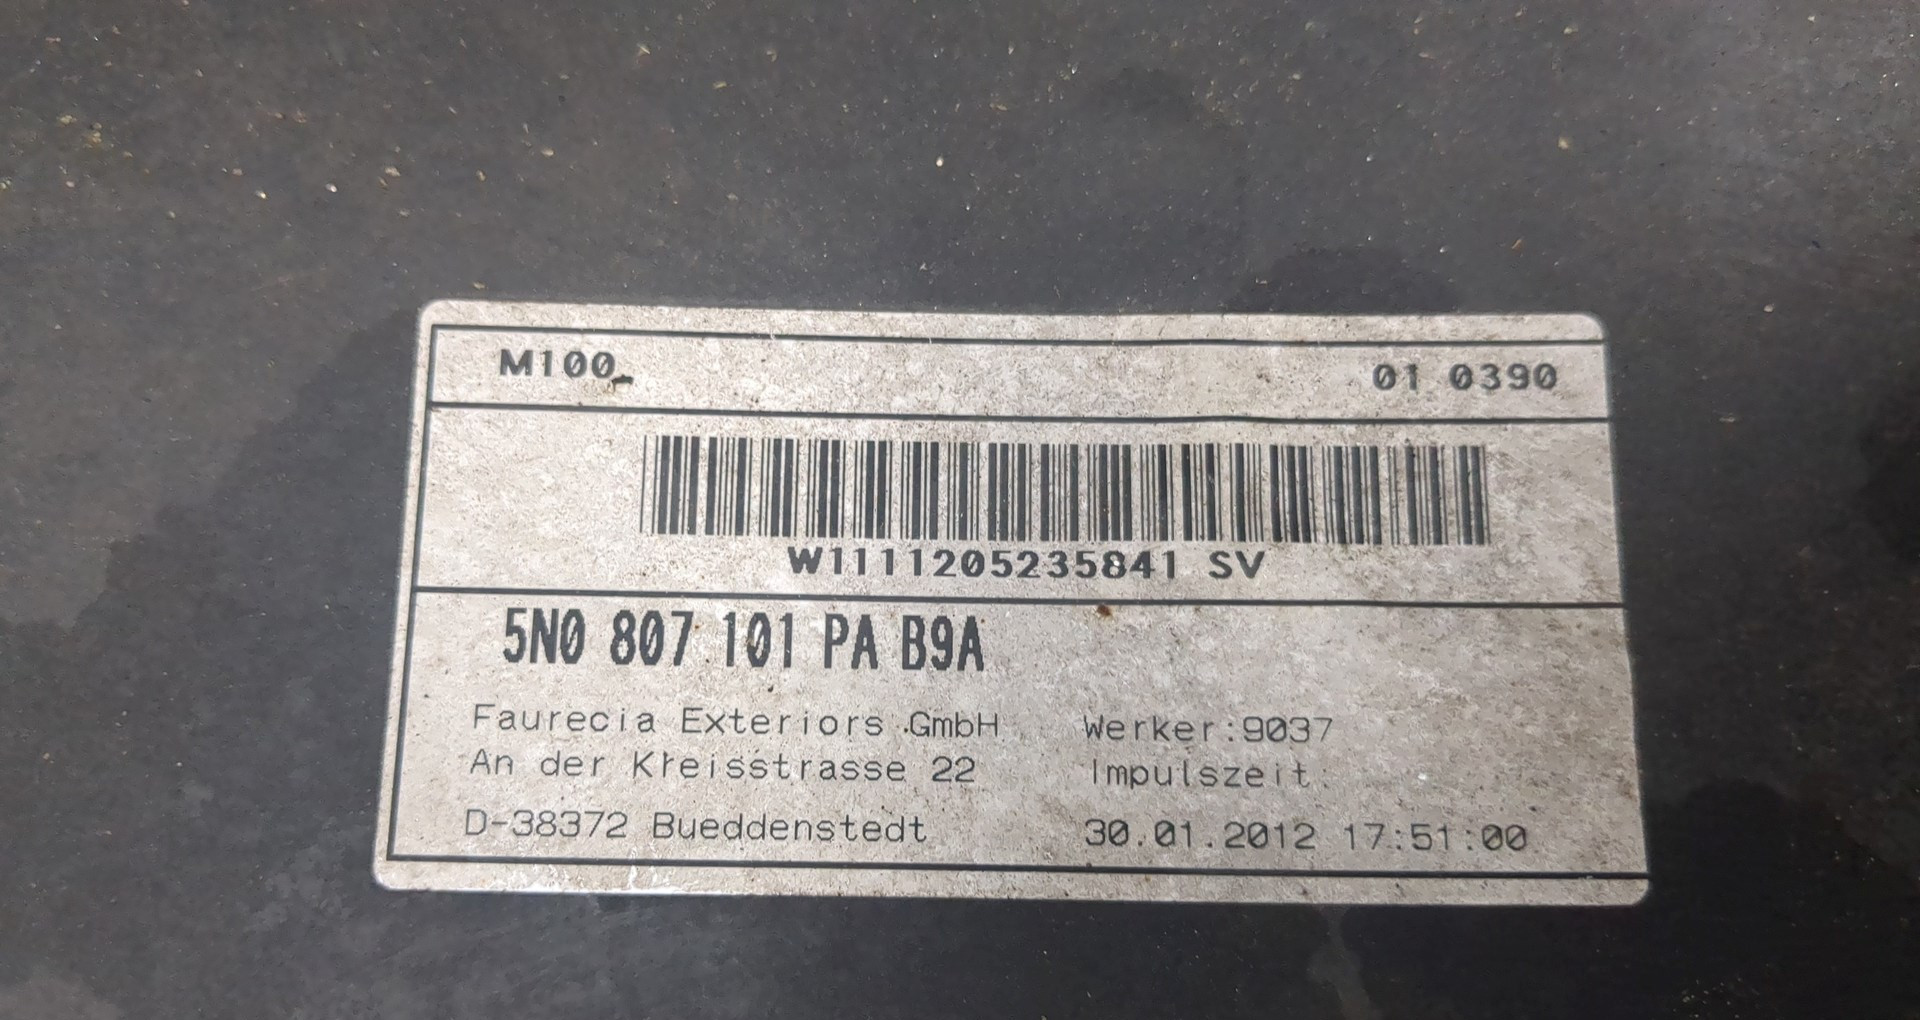 M100 01 0390
W1111205235841 SV
5N0 807 101 PA B9A
Faurecia Exteriors GmbH Werker:9037
An der Kreisstrasse 22 Impulszeit:
D-38372 Bueddenstedt 30.01.2012 17:51:00